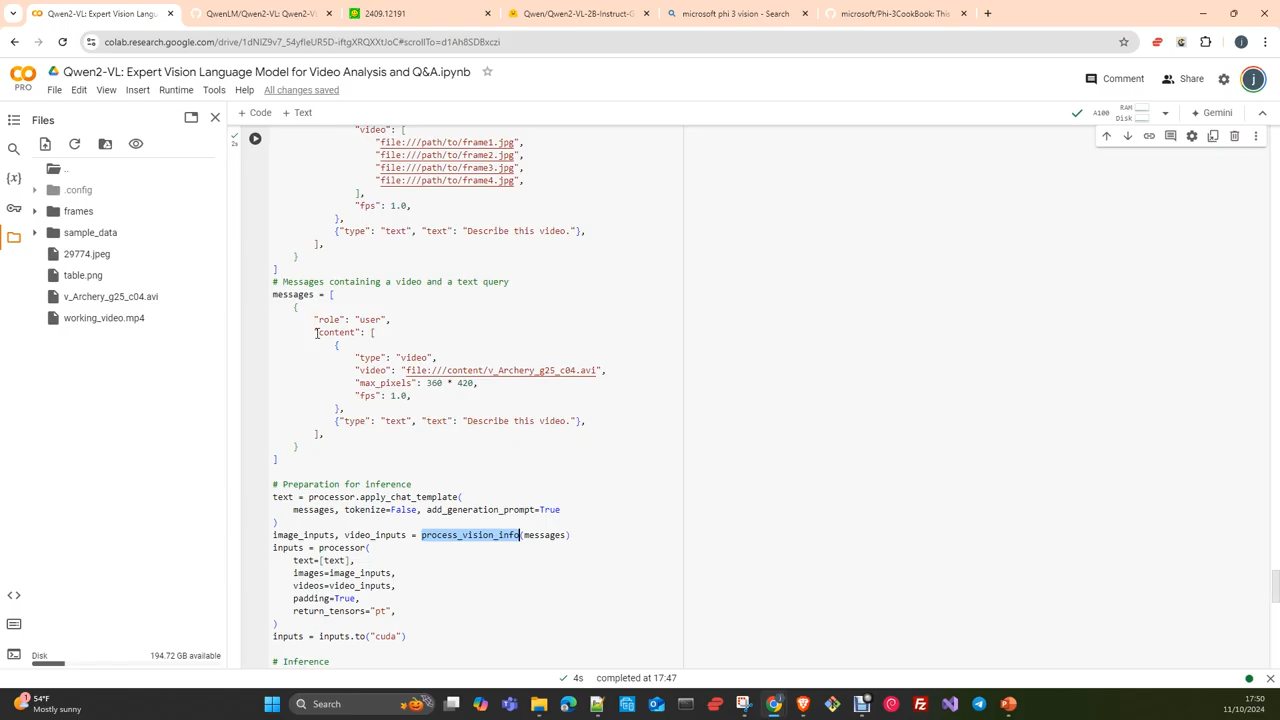 Qwen2-VL: Expert Vision Langu
QwenLM/Qwen2-VL: Qwen2-VL
2409.12191
Qwen/Qwen2-VL-2B-Instruct-G
microsoft phi 3 vision - Search
microsoft/Phi-3CookBook: This
colab.research.google.com/drive/1dNIZ9v7_54yfIeUR5D-iftgXRQXXtJoC#scrollTo=d1Ah8SDBxczi
Qwen2-VL: Expert Vision Language Model for Video Analysis and Q&A.ipynb
PRO
File Edit View Insert Runtime Tools Help All changes saved
Comment Share
Files
+ Code + Text
A100 RAM Disk Gemini
..
.config
frames
sample_data
29774.jpeg
table.png
v_Archery_g25_c04.avi
working_video.mp4
Disk 194.72 GB available
2s
"video": [
"file:///path/to/frame1.jpg",
"file:///path/to/frame2.jpg",
"file:///path/to/frame3.jpg",
"file:///path/to/frame4.jpg",
],
"fps": 1.0,
},
{"type": "text", "text": "Describe this video."},
],
}
]
# Messages containing a video and a text query
messages = [
{
"role": "user",
"content": [
{
"type": "video",
"video": "file:///content/v_Archery_g25_c04.avi",
"max_pixels": 360 * 420,
"fps": 1.0,
},
{"type": "text", "text": "Describe this video."},
],
}
]
# Preparation for inference
text = processor.apply_chat_template(
messages, tokenize=False, add_generation_prompt=True
)
image_inputs, video_inputs = process_vision_info(messages)
inputs = processor(
text=[text],
images=image_inputs,
videos=video_inputs,
padding=True,
return_tensors="pt",
)
inputs = inputs.to("cuda")
# Inference
4s completed at 17:47
54°F
Mostly sunny
Search
17:50
11/10/2024